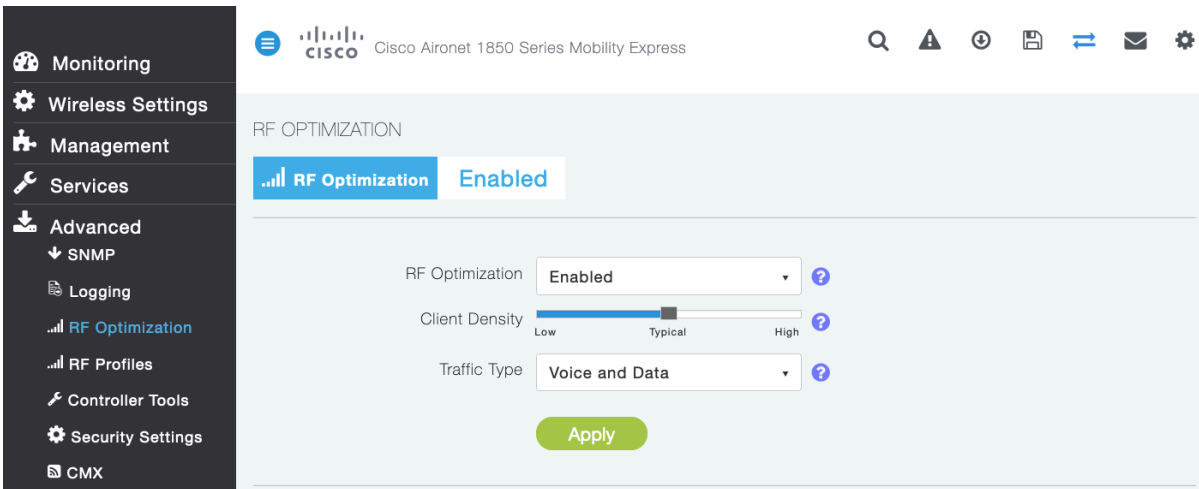 Monitoring
Wireless Settings
Management
Services
Advanced
SNMP
Logging
RF Optimization
RF Profiles
Controller Tools
Security Settings
CMX
CISCO Cisco Aironet 1850 Series Mobility Express
RF OPTIMIZATION
RF Optimization Enabled
RF Optimization Enabled ?
Client Density ?
Low Typical High
Traffic Type Voice and Data ?
Apply